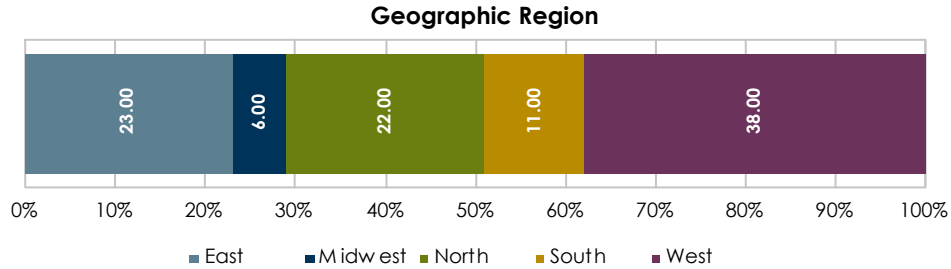 Geographic Region
23.00 6.00 22.00 11.00 38.00
0% 10% 20% 30% 40% 50% 60% 70% 80% 90% 100%
East Midwest North South West